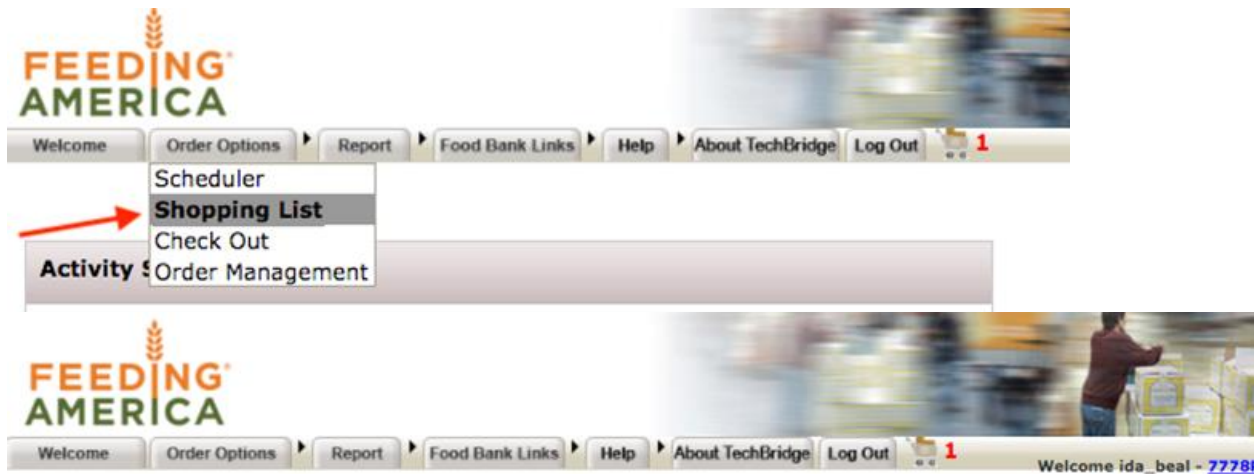 FEEDING
AMERICA
Welcome Order Options Report Food Bank Links Help About TechBridge Log Out 1
Scheduler
Shopping List
Check Out
Activity S
Order Management
FEEDING
AMERICA
Welcome Order Options Report Food Bank Links Help About TechBridge Log Out 1
Welcome ida_beal -